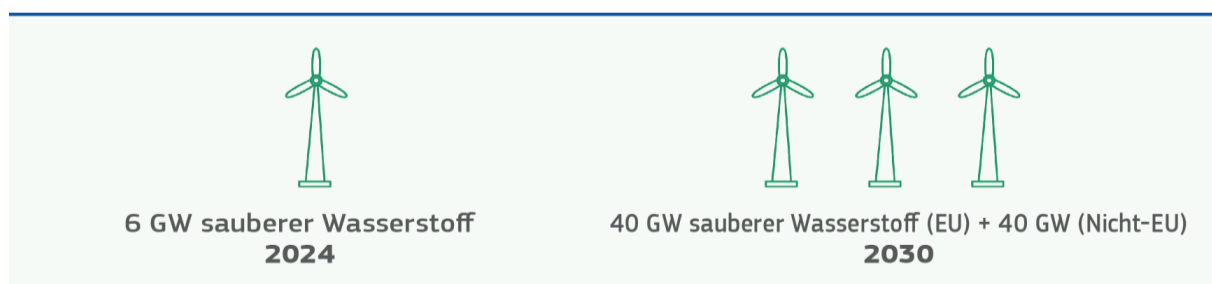 6 GW sauberer Wasserstoff
2024
40 GW sauberer Wasserstoff (EU) + 40 GW (Nicht-EU)
2030